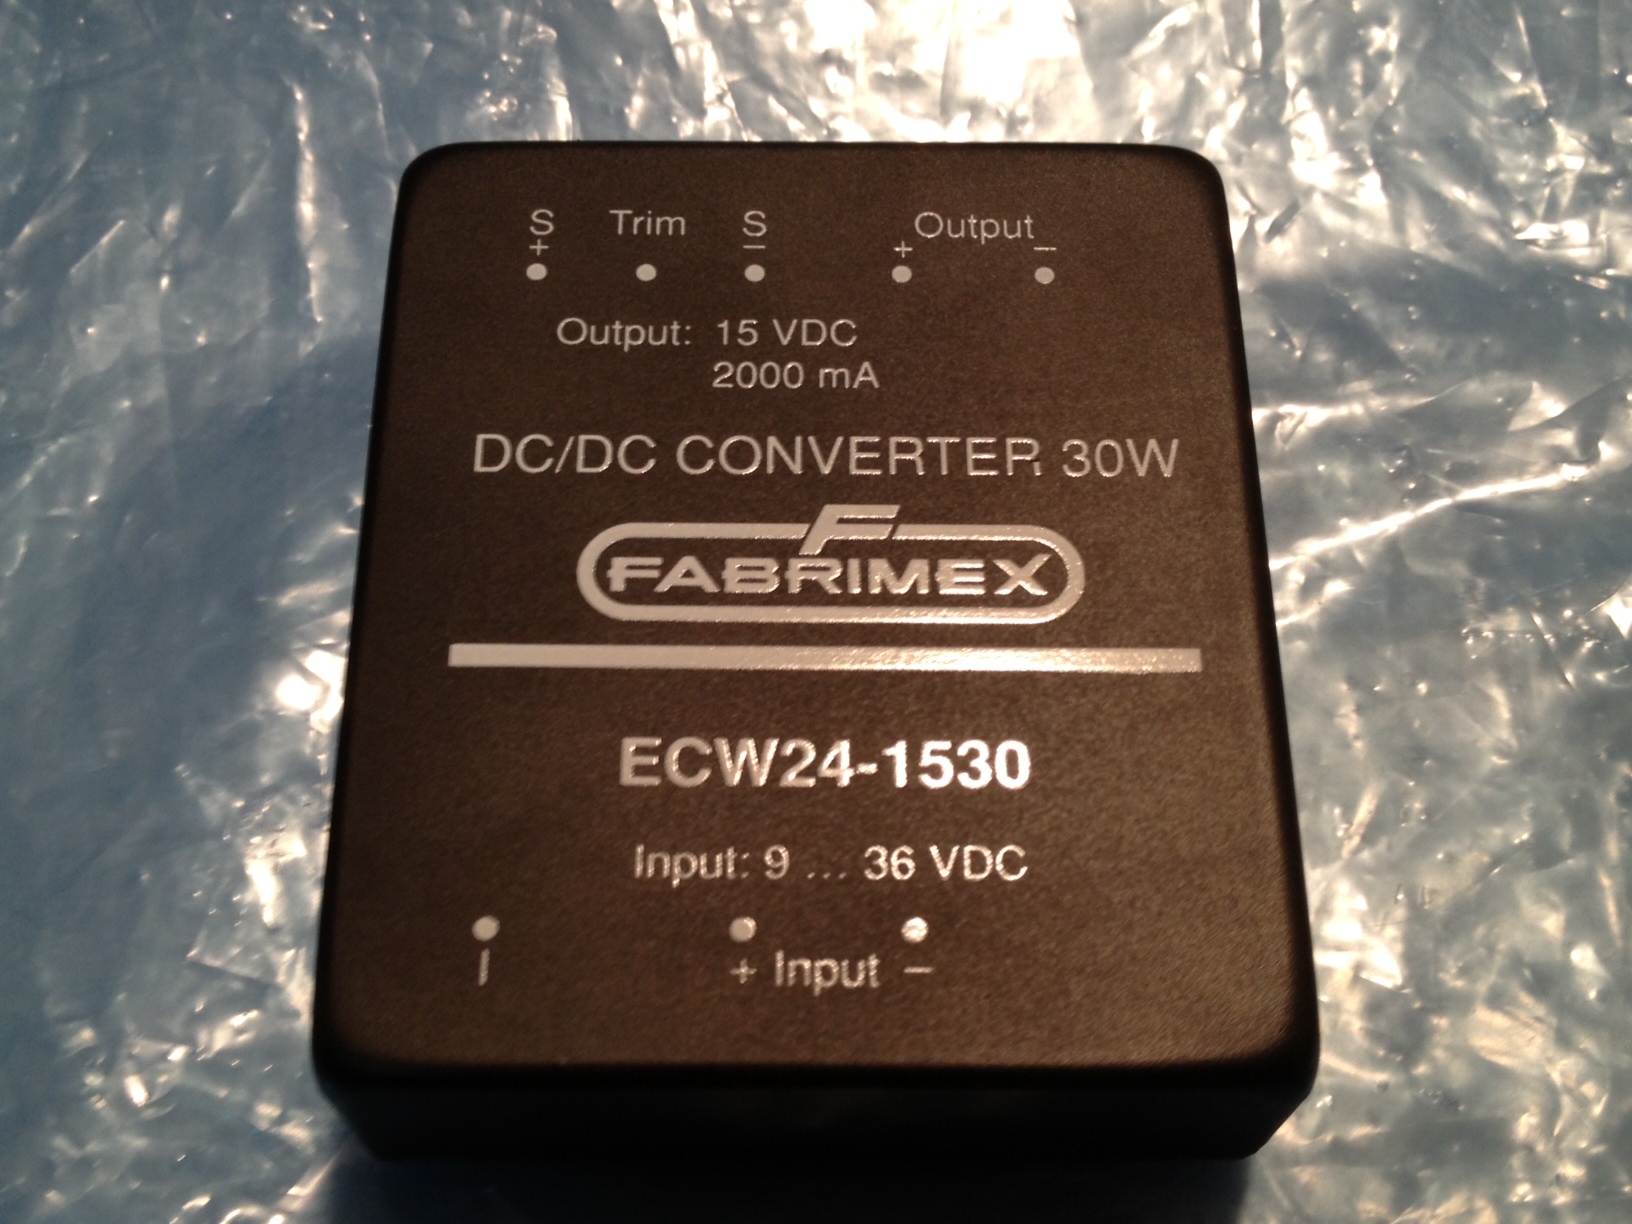 S Trim S Output
+ − + −
Output: 15 VDC
2000 mA
DC/DC CONVERTER 30W
F
FABRIMEX
ECW24-1530
Input: 9 ... 36 VDC
I + Input −